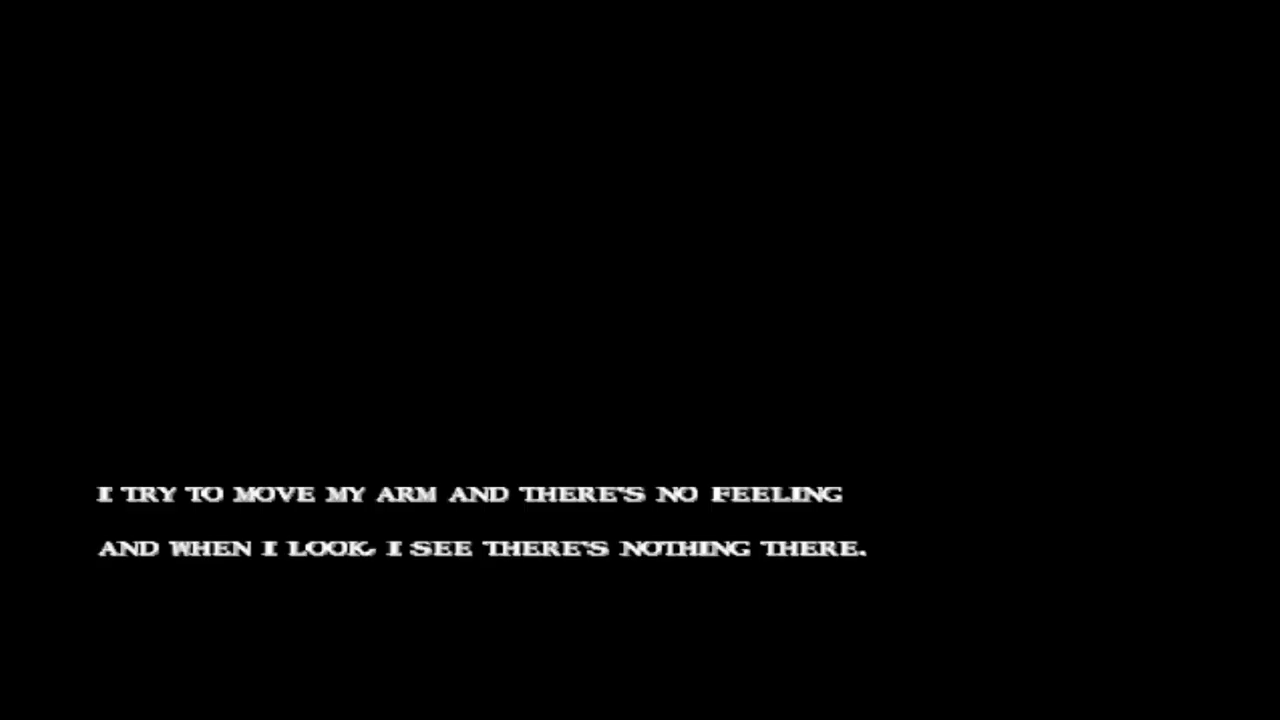 I TRY TO MOVE MY ARM AND THERE'S NO FEELING
AND WHEN I LOOK, I SEE THERE'S NOTHING THERE.